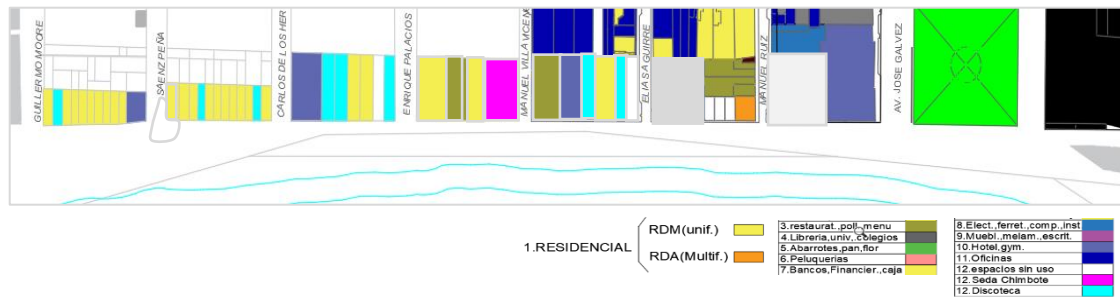 GUILLERMO MOORE
SAENZ PEÑA
CARLOS DE LOS HER
ENRIQUE PALACIOS
MANUEL VILLAVICENC
ELIAS AGUIRRE
MANUEL RUIZ
AV. JOSE GALVEZ
1.RESIDENCIAL
RDM(unif.)
RDA(Multif.)
3.restaurat.,poll,menu
4.Libreria,univ,colegios
5.Abarrotes,pan,flor
6.Peluquerias
7.Bancos,Financier.,caja
8.Elect.,ferret.,comp.,inst
9.Muebl.,melam.,escrit.
10.Hotel,gym.
11.Oficinas
12.espacios sin uso
12.Seda Chimbote
12.Discoteca